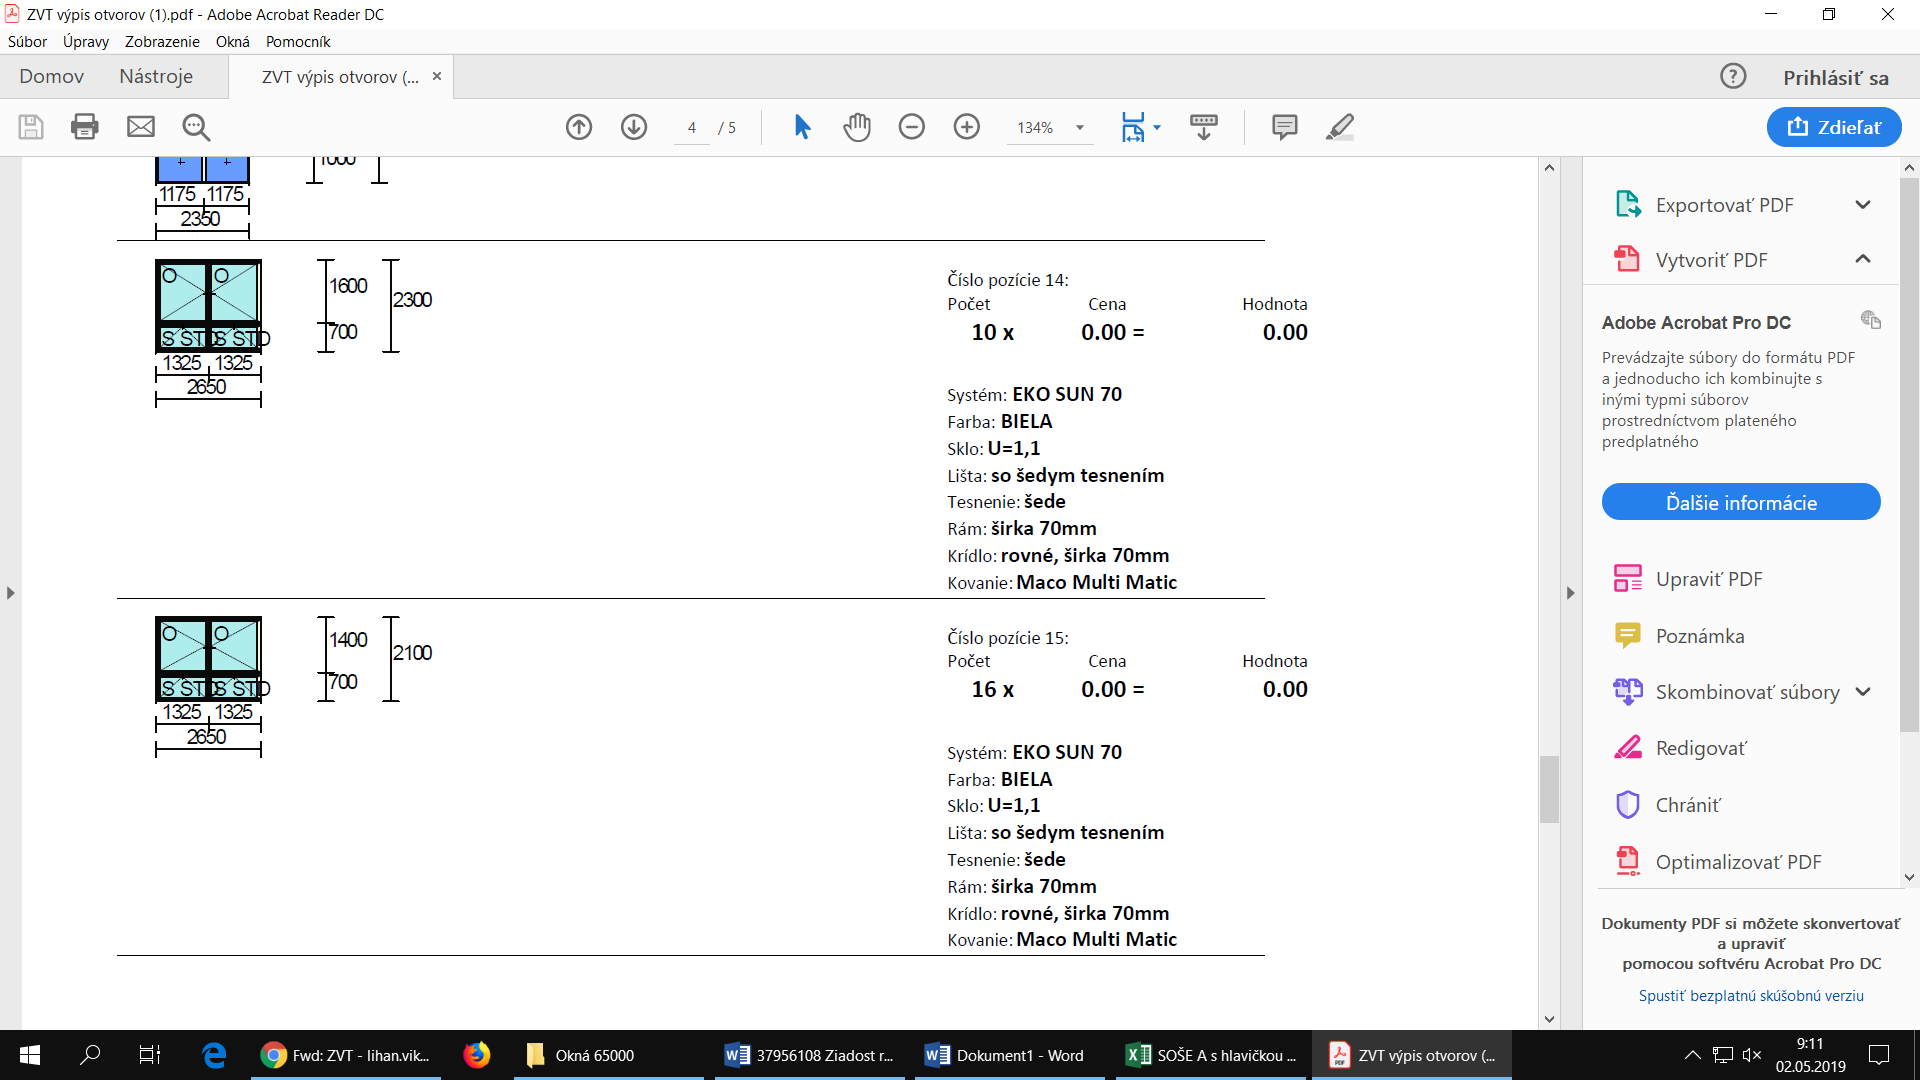 ZVT výpis otvorov (1).pdf - Adobe Acrobat Reader DC
Súbor Úpravy Zobrazenie Okná Pomocník
Domov Nástroje ZVT výpis otvorov (... × Prihlásiť sa
4 / 5 134% Zdieľať
1000
1175 1175
2350
O O
S STD S STD
1325 1325
2650
1600
700
2300
Číslo pozície 14:
Počet Cena Hodnota
10 x 0.00 = 0.00
Systém: EKO SUN 70
Farba: BIELA
Sklo: U=1,1
Lišta: so šedym tesnením
Tesnenie: šede
Rám: širka 70mm
Krídlo: rovné, širka 70mm
Kovanie: Maco Multi Matic
O O
S STD S STD
1325 1325
2650
1400
700
2100
Číslo pozície 15:
Počet Cena Hodnota
16 x 0.00 = 0.00
Systém: EKO SUN 70
Farba: BIELA
Sklo: U=1,1
Lišta: so šedym tesnením
Tesnenie: šede
Rám: širka 70mm
Krídlo: rovné, širka 70mm
Kovanie: Maco Multi Matic
Exportovať PDF
Vytvoriť PDF
Adobe Acrobat Pro DC
Prevádzajte súbory do formátu PDF
a jednoducho ich kombinujte s
inými typmi súborov
prostredníctvom plateného
predplatného
Ďalšie informácie
Upraviť PDF
Poznámka
Skombinovať súbory
Redigovať
Chrániť
Optimalizovať PDF
Dokumenty PDF si môžete skonvertovať
a upraviť
pomocou softvéru Acrobat Pro DC
Spustiť bezplatnú skúšobnú verziu
Fwd: ZVT - lihan.vik... Okná 65000 37956108 Ziadost r... Dokument1 - Word SOŠE A s hlavičkou ... ZVT výpis otvorov (...
9:11
02.05.2019